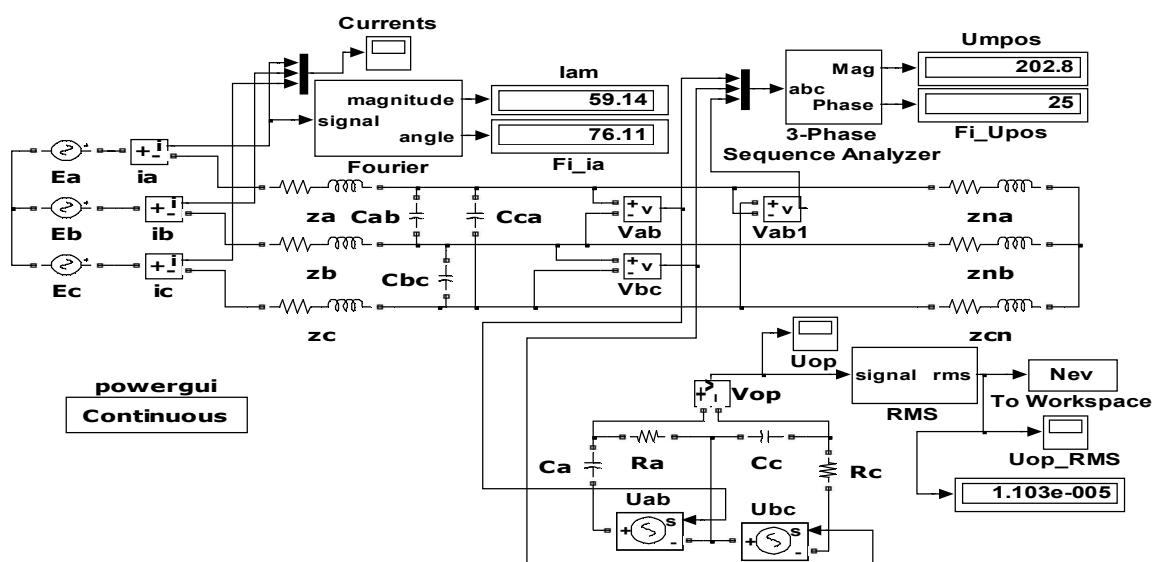 Currents
Umpos
Iam
magnitude
signal
angle
59.14
76.11
Fourier
Fi_ia
abc
Mag
Phase
202.8
25
3-Phase
Sequence Analyzer
Fi_Upos
Ea
i
+
-
ia
za
Cab
Cca
+
-
v
Vab
+
-
v
Vab1
zna
Eb
i
+
-
ib
zb
Cbc
+
-
v
Vbc
znb
Ec
i
+
-
ic
zc
zcn
Uop
powergui
Continuous
+
v
-
Vop
signal
rms
RMS
Nev
To Workspace
Uop_RMS
1.103e-005
Ca
Ra
Cc
Rc
Uab
+
s
-
Ubc
+
s
-